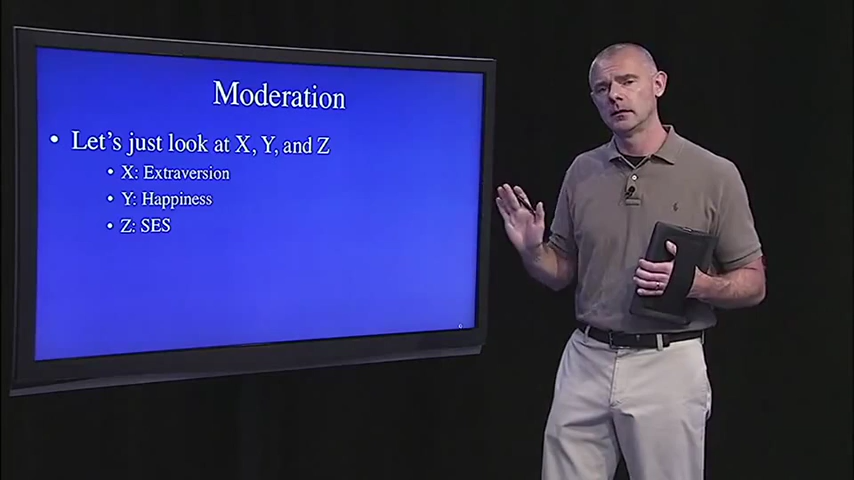 Moderation
• Let's just look at X, Y, and Z
• X: Extraversion
• Y: Happiness
• Z: SES